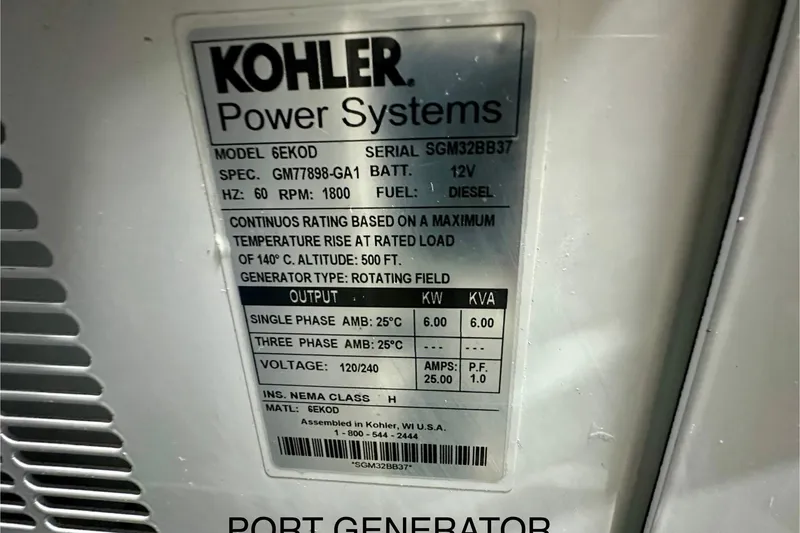 KOHLER.
Power Systems
MODEL 6EKOD SERIAL SGM32BB37
SPEC. GM77898-GA1 BATT. 12V
HZ: 60 RPM: 1800 FUEL: DIESEL
CONTINUOS RATING BASED ON A MAXIMUM
TEMPERATURE RISE AT RATED LOAD
OF 140° C. ALTITUDE: 500 FT.
GENERATOR TYPE: ROTATING FIELD
OUTPUT KW KVA
SINGLE PHASE AMB: 25°C 6.00 6.00
THREE PHASE AMB: 25°C --- ---
VOLTAGE: 120/240 AMPS: P.F.
25.00 1.0
INS. NEMA CLASS H
MATL: 6EKOD
Assembled in Kohler, WI U.S.A.
1 - 800 - 544 - 2444
*SGM32BB37*
PORT GENERATOR